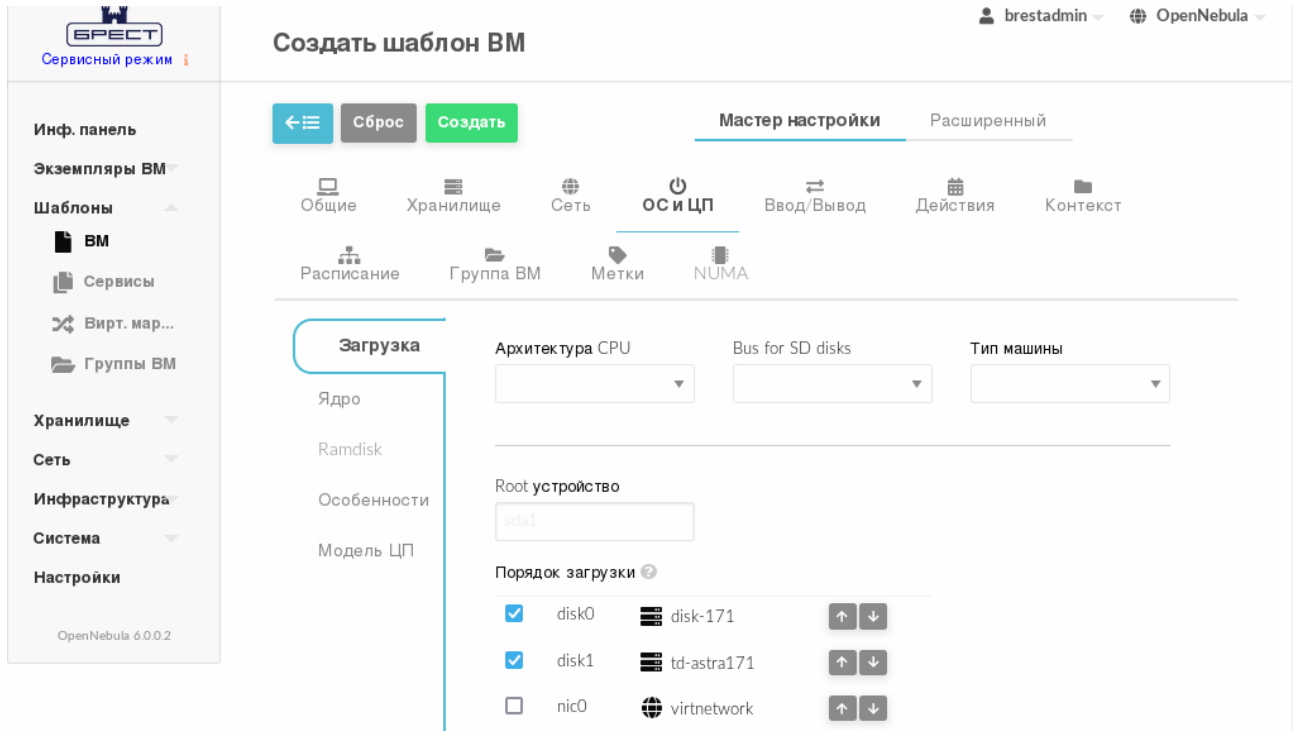 БРЕСТ
Сервисный режим i
Инф. панель
Экземпляры ВМ
Шаблоны
ВМ
Сервисы
Вирт. мар...
Группы ВМ
Хранилище
Сеть
Инфраструктура
Система
Настройки
OpenNebula 6.0.0.2
brestadmin OpenNebula
Создать шаблон ВМ
Сброс Создать Мастер настройки Расширенный
Общие Хранилище Сеть ОС и ЦП Ввод/Вывод Действия Контекст
Расписание Группа ВМ Метки NUMA
Загрузка
Ядро
Ramdisk
Особенности
Модель ЦП
Архитектура CPU Bus for SD disks Тип машины
Root устройство
sda1
Порядок загрузки ?
disk0 disk-171
disk1 td-astra171
nic0 virtnetwork